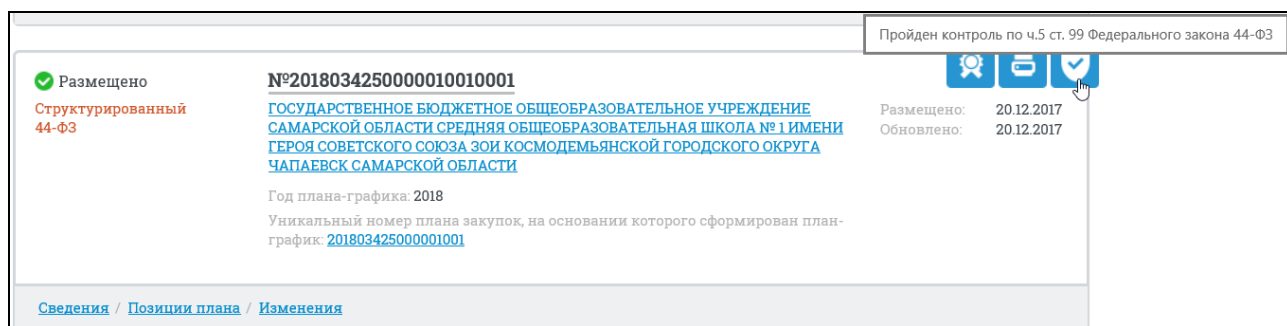 Пройден контроль по ч.5 ст. 99 Федерального закона 44-ФЗ
Размещено
Структурированный
44-ФЗ
№2018034250000010010001
ГОСУДАРСТВЕННОЕ БЮДЖЕТНОЕ ОБЩЕОБРАЗОВАТЕЛЬНОЕ УЧРЕЖДЕНИЕ
САМАРСКОЙ ОБЛАСТИ СРЕДНЯЯ ОБЩЕОБРАЗОВАТЕЛЬНАЯ ШКОЛА № 1 ИМЕНИ
ГЕРОЯ СОВЕТСКОГО СОЮЗА ЗОИ КОСМОДЕМЬЯНСКОЙ ГОРОДСКОГО ОКРУГА
ЧАПАЕВСК САМАРСКОЙ ОБЛАСТИ
Год плана-графика: 2018
Уникальный номер плана закупок, на основании которого сформирован план-
график: 201803425000001001
Размещено: 20.12.2017
Обновлено: 20.12.2017
Сведения / Позиции плана / Изменения